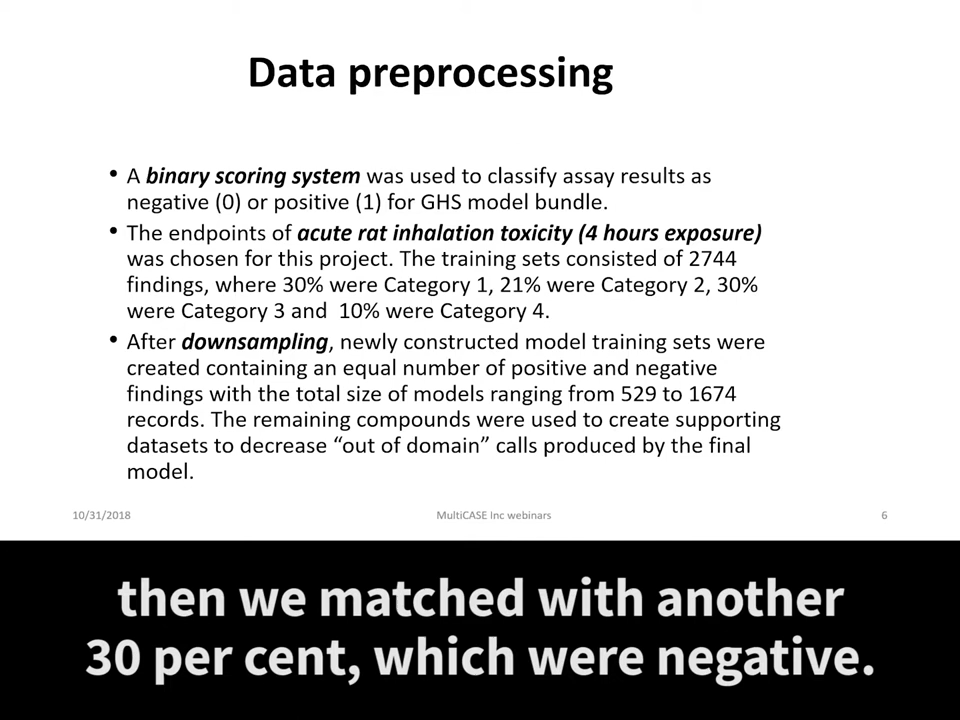 Data preprocessing
• A binary scoring system was used to classify assay results as
negative (0) or positive (1) for GHS model bundle.
• The endpoints of acute rat inhalation toxicity (4 hours exposure)
was chosen for this project. The training sets consisted of 2744
findings, where 30% were Category 1, 21% were Category 2, 30%
were Category 3 and  10% were Category 4.
• After downsampling, newly constructed model training sets were
created containing an equal number of positive and negative
findings with the total size of models ranging from 529 to 1674
records. The remaining compounds were used to create supporting
datasets to decrease “out of domain” calls produced by the final
model.
10/31/2018 MultiCASE Inc webinars 6
then we matched with another
30 per cent, which were negative.